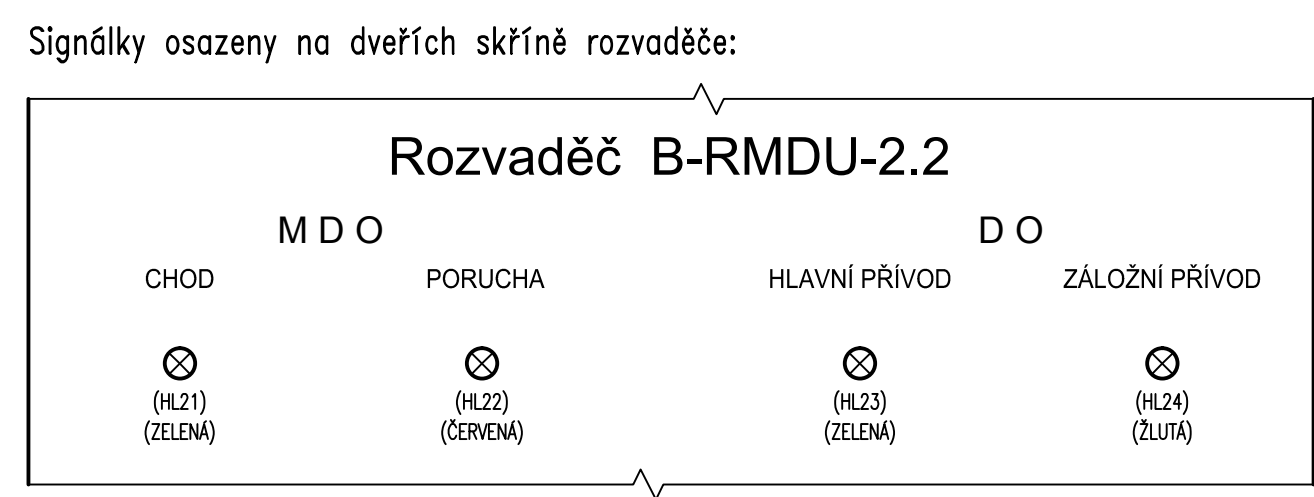 Signálky osazeny na dveřích skříně rozvaděče:
Rozvaděč B-RMDU-2.2
M D O D O
CHOD PORUCHA HLAVNÍ PŘÍVOD ZÁLOŽNÍ PŘÍVOD
(HL21) (HL22) (HL23) (HL24)
(ZELENÁ) (ČERVENÁ) (ZELENÁ) (ŽLUTÁ)